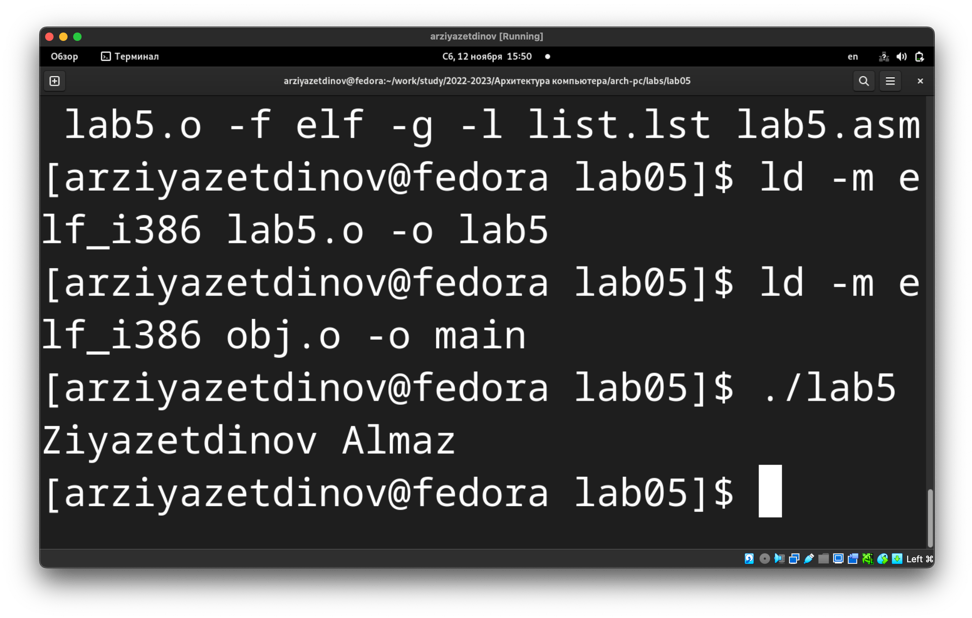 arziyazetdinov [Running]
Обзор Терминал Сб, 12 ноября 15:50 en
arziyazetdinov@fedora:~/work/study/2022-2023/Архитектура компьютера/arch-pc/labs/lab05
lab5.o -f elf -g -l list.lst lab5.asm
[arziyazetdinov@fedora lab05]$ ld -m e
lf_i386 lab5.o -o lab5
[arziyazetdinov@fedora lab05]$ ld -m e
lf_i386 obj.o -o main
[arziyazetdinov@fedora lab05]$ ./lab5
Ziyazetdinov Almaz
[arziyazetdinov@fedora lab05]$
Left ⌘